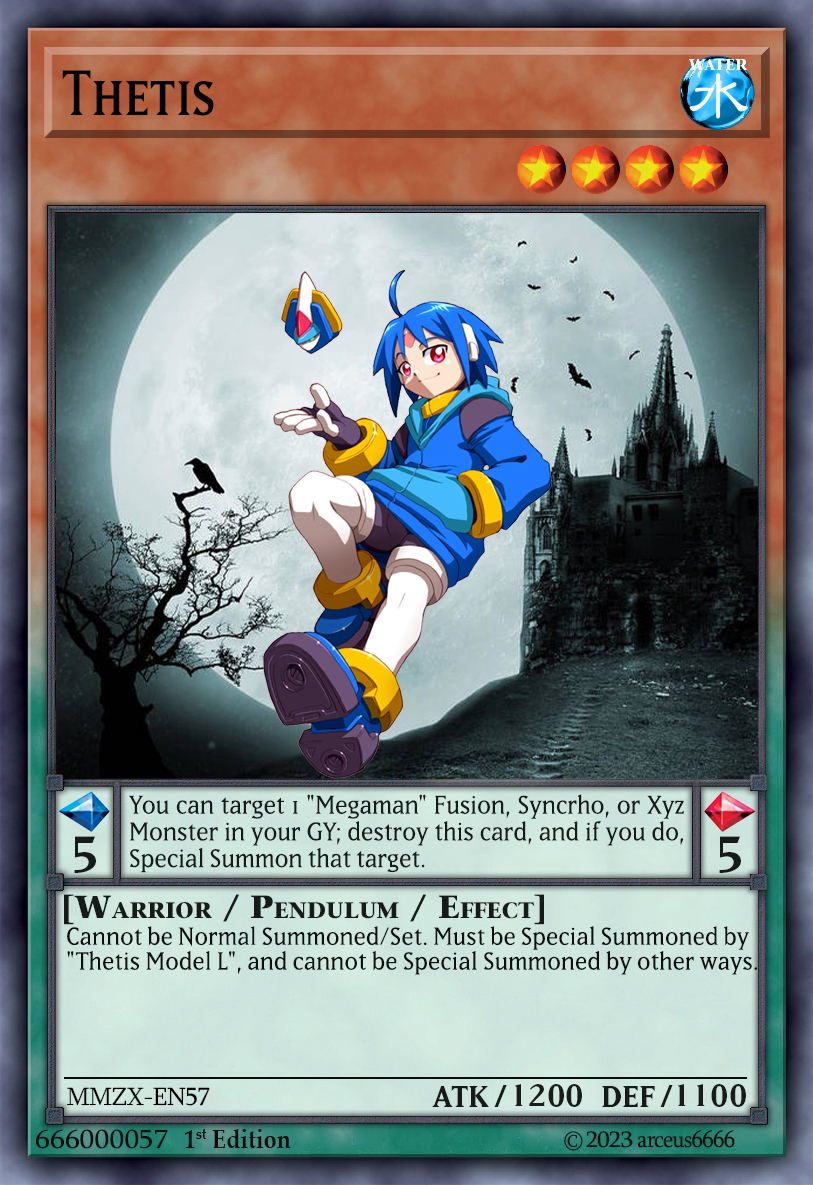 Thetis
WATER
水
5
You can target 1 "Megaman" Fusion, Syncrho, or Xyz
Monster in your GY; destroy this card, and if you do,
Special Summon that target.
5
[Warrior / Pendulum / Effect]
Cannot be Normal Summoned/Set. Must be Special Summoned by
"Thetis Model L", and cannot be Special Summoned by other ways.
MMZX-EN57 ATK/1200 DEF/1100
666000057 1st Edition ©2023 arceus6666